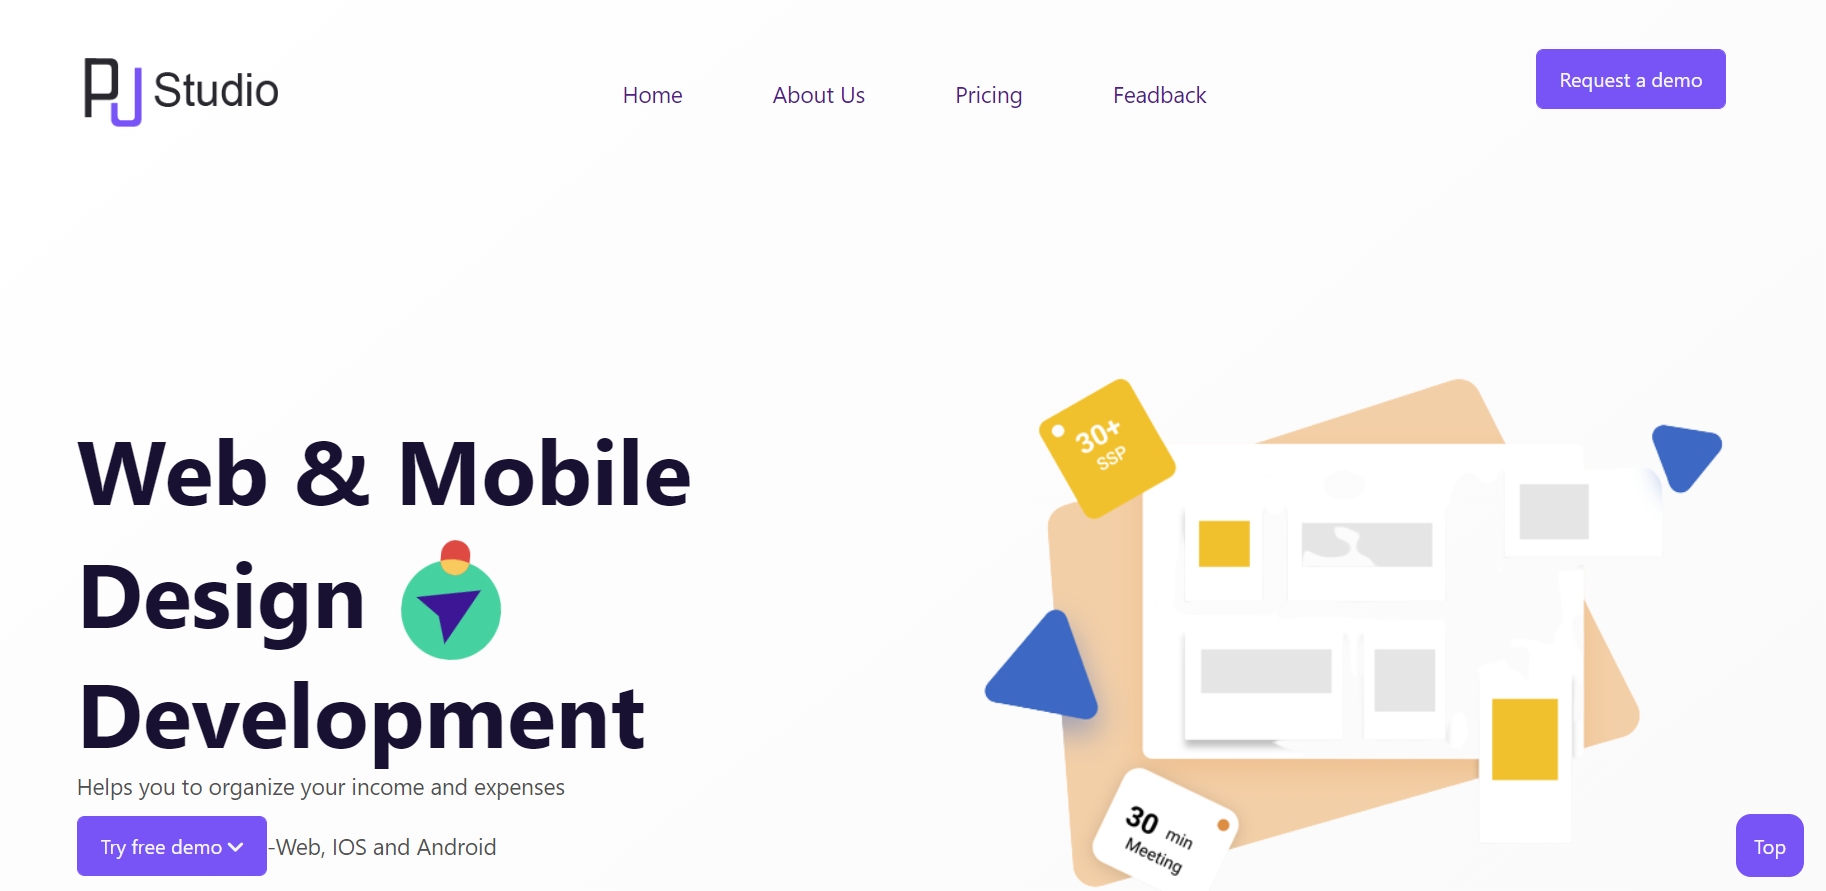 PJ Studio
Home
About Us
Pricing
Feadback
Request a demo
Web & Mobile
Design
Development
Helps you to organize your income and expenses
Try free demo
-Web, IOS and Android
30+
SSP
30 min
Meeting
Top